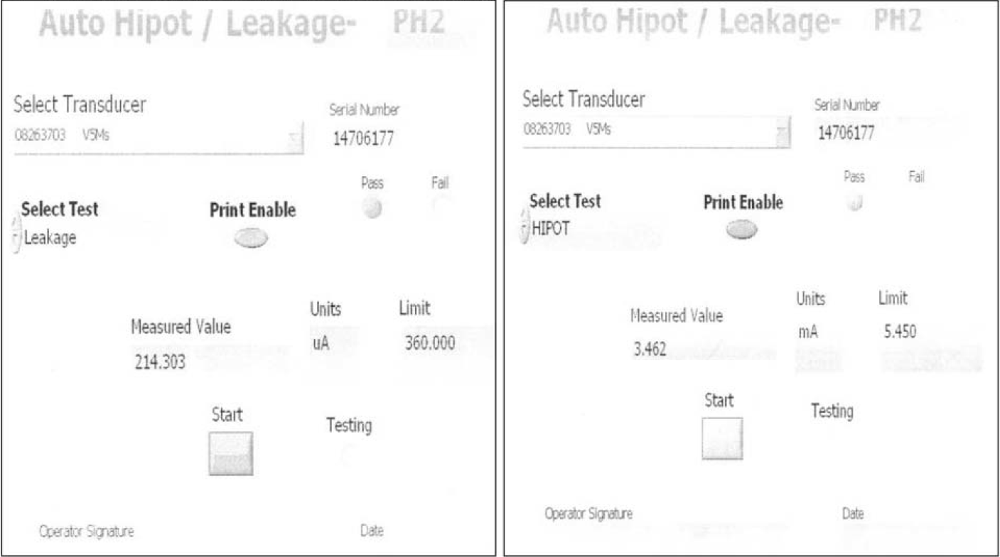 Auto Hipot / Leakage- PH2
Select Transducer
Serial Number
08263703 V5Ms
14706177
Pass Fail
Select Test
Print Enable
Leakage
Units Limit
Measured Value
uA 360.000
214.303
Start
Testing
Operator Signature Date
Auto Hipot / Leakage- PH2
Select Transducer
Serial Number
08263703 V5Ms
14706177
Pass Fail
Select Test
Print Enable
HIPOT
Units Limit
Measured Value
mA 5.450
3.462
Start
Testing
Operator Signature Date